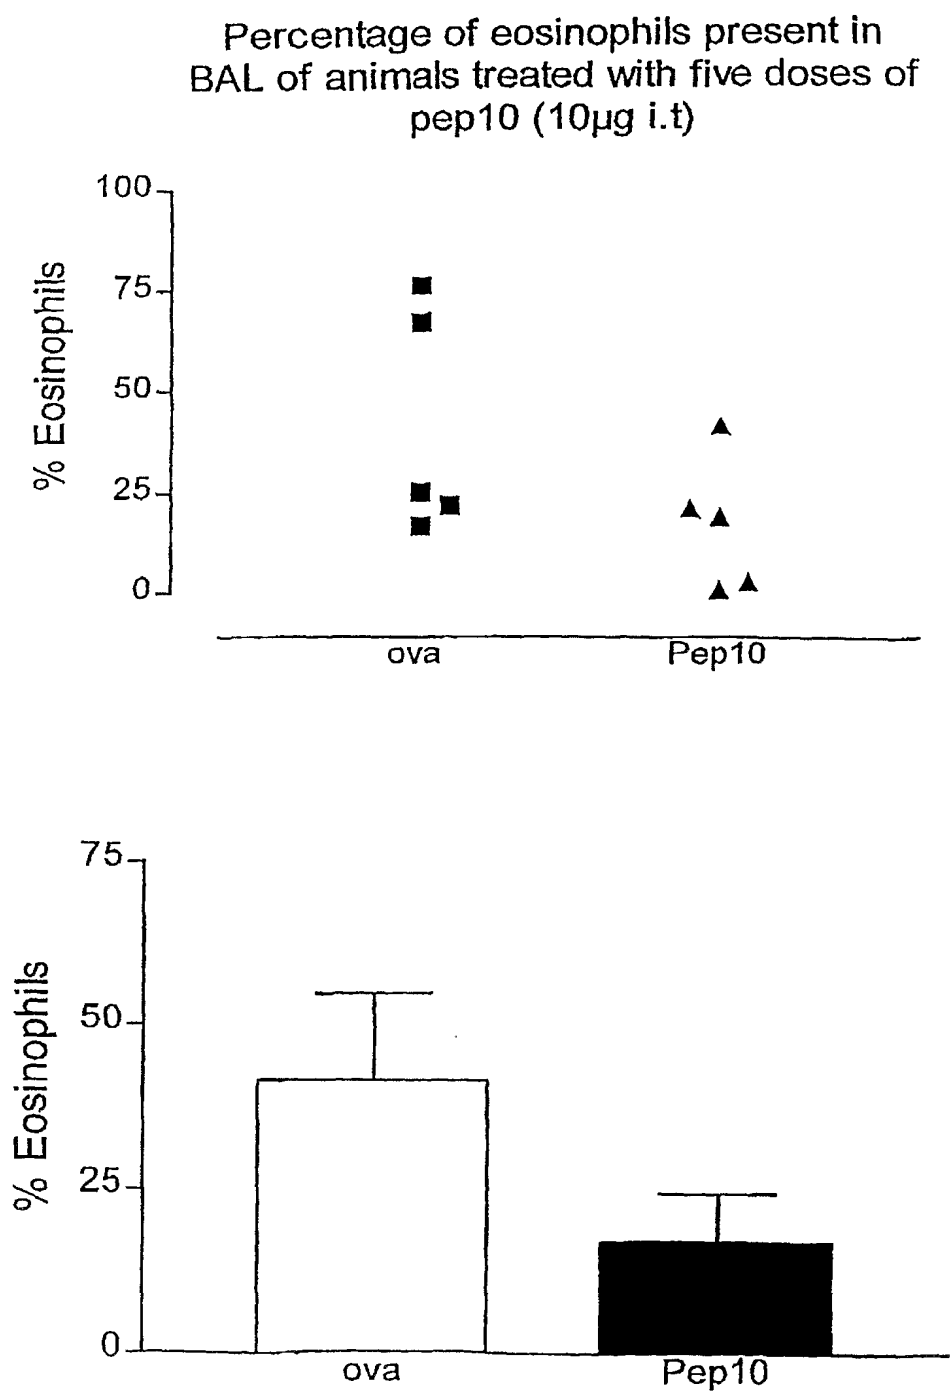 Percentage of eosinophils present in
BAL of animals treated with five doses of
pep10 (10µg i.t)
100
75
50
25
0
% Eosinophils
ova Pep10
75
50
25
0
% Eosinophils
ova Pep10